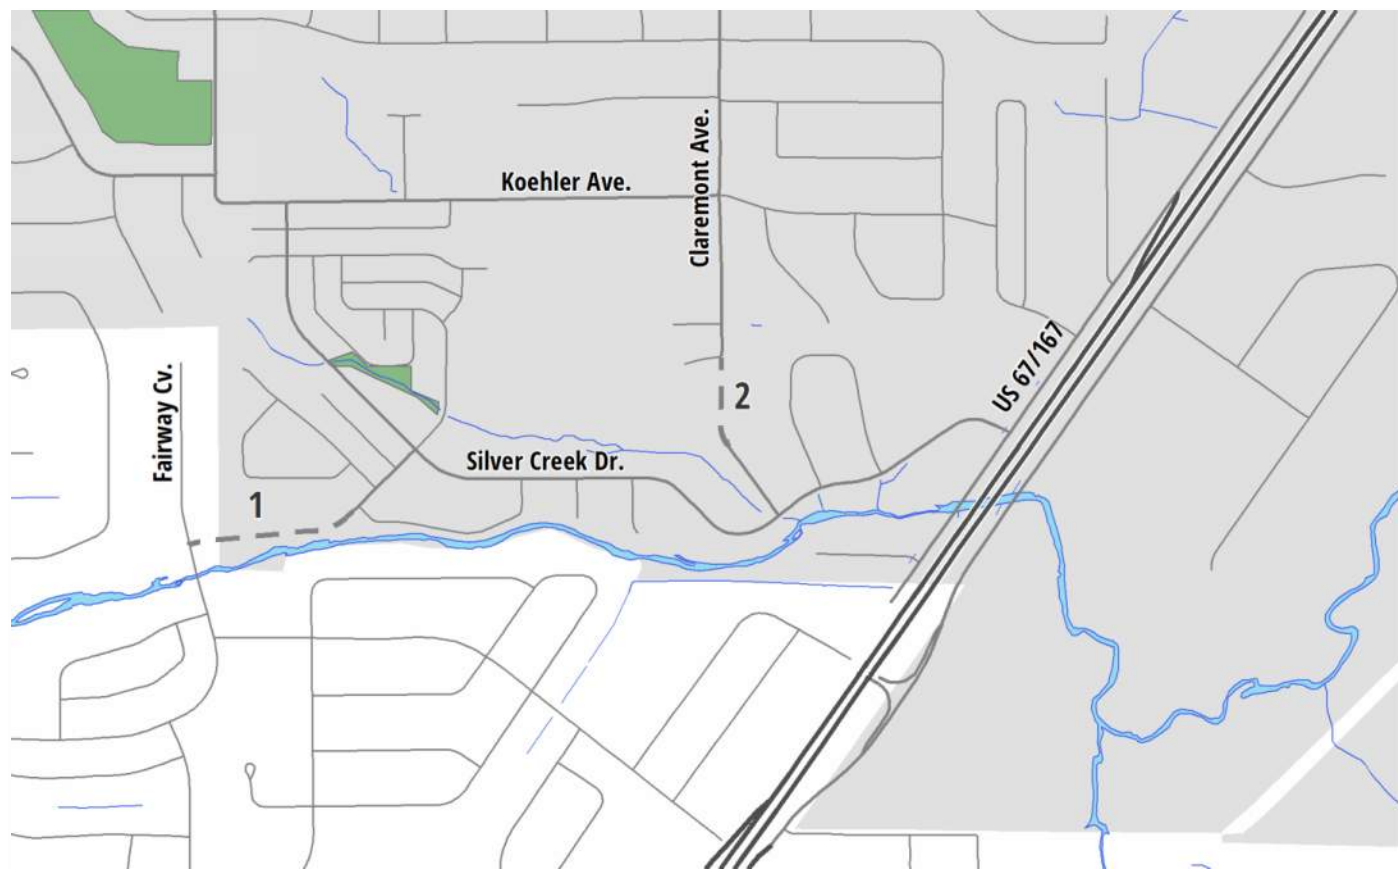 Claremont Ave.
Koehler Ave.
US 67/167
Fairway Cv.
2
Silver Creek Dr.
1